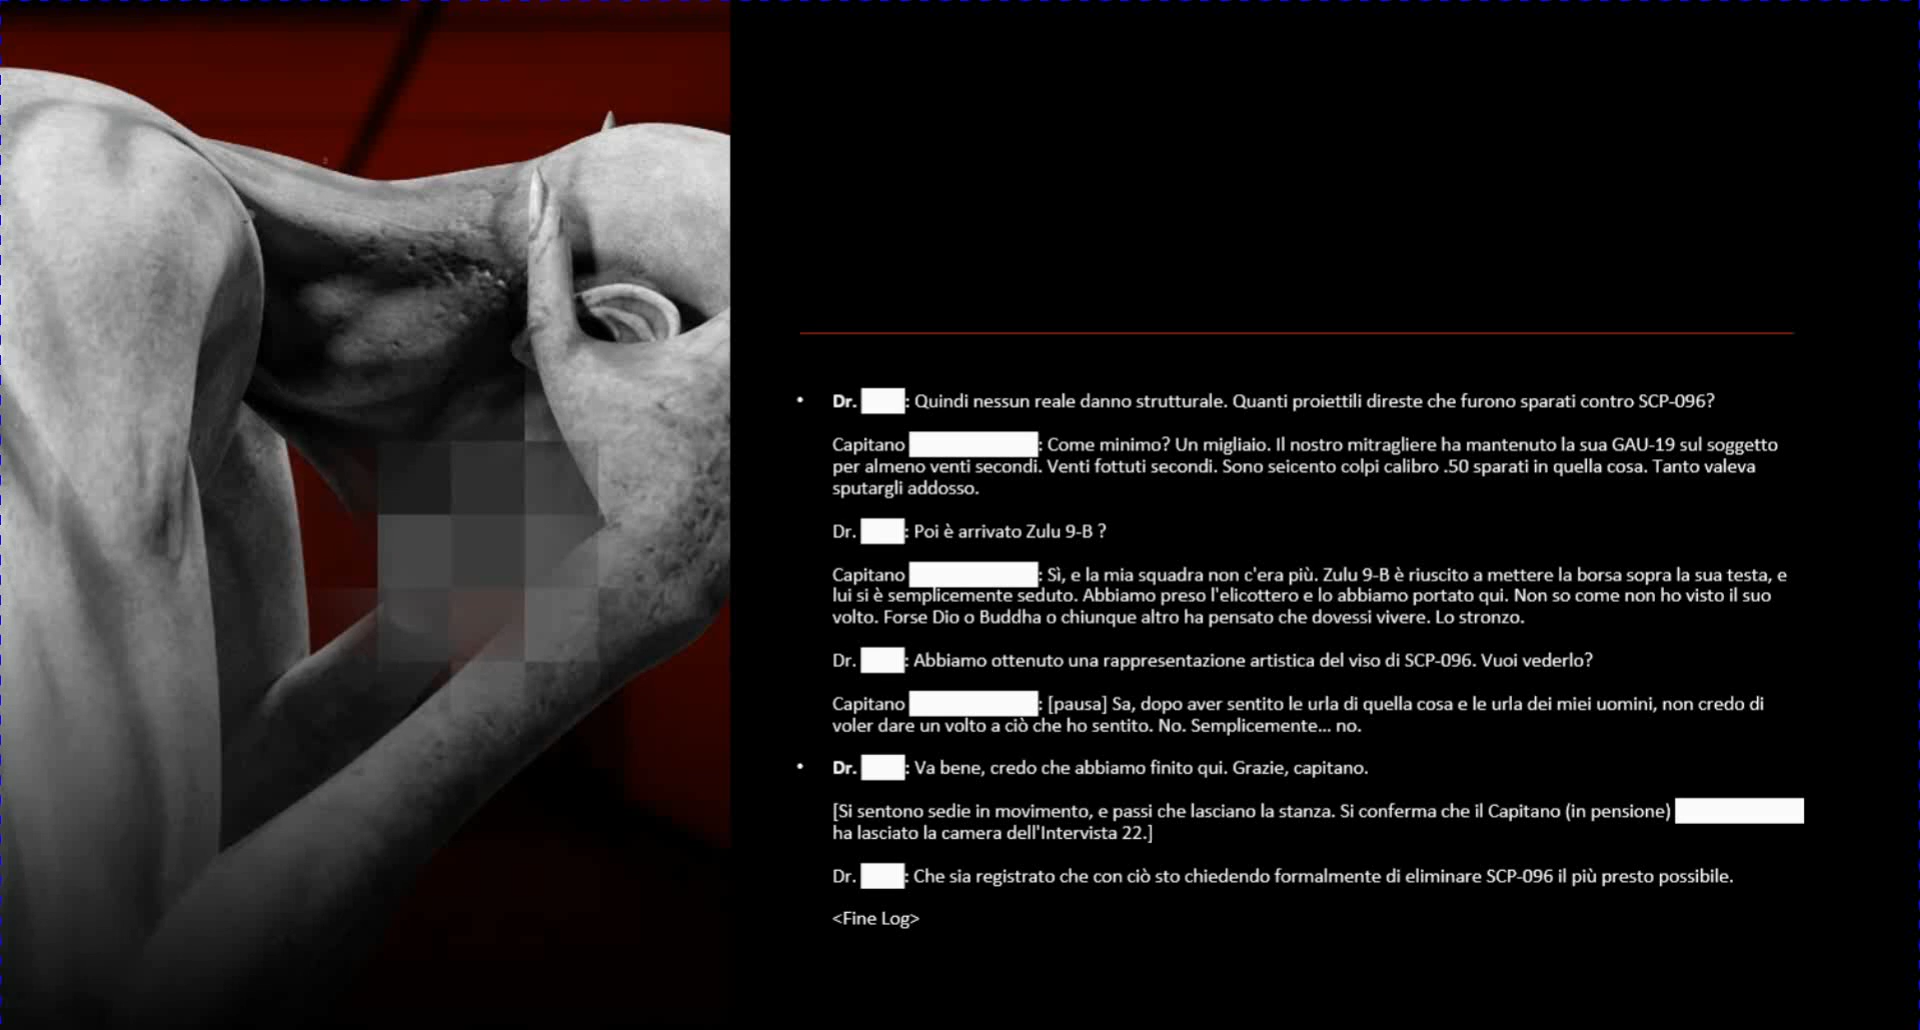 • Dr. : Quindi nessun reale danno strutturale. Quanti proiettili direste che furono sparati contro SCP-096?
Capitano : Come minimo? Un migliaio. Il nostro mitragliere ha mantenuto la sua GAU-19 sul soggetto
per almeno venti secondi. Venti fottuti secondi. Sono seicento colpi calibro .50 sparati in quella cosa. Tanto valeva
sputargli addosso.
Dr. : Poi è arrivato Zulu 9-B ?
Capitano : Sì, e la mia squadra non c'era più. Zulu 9-B è riuscito a mettere la borsa sopra la sua testa, e
lui si è semplicemente seduto. Abbiamo preso l'elicottero e lo abbiamo portato qui. Non so come non ho visto il suo
volto. Forse Dio o Buddha o chiunque altro ha pensato che dovessi vivere. Lo stronzo.
Dr. : Abbiamo ottenuto una rappresentazione artistica del viso di SCP-096. Vuoi vederlo?
Capitano : [pausa] Sa, dopo aver sentito le urla di quella cosa e le urla dei miei uomini, non credo di
voler dare un volto a ciò che ho sentito. No. Semplicemente... no.
• Dr. : Va bene, credo che abbiamo finito qui. Grazie, capitano.
[Si sentono sedie in movimento, e passi che lasciano la stanza. Si conferma che il Capitano (in pensione)
ha lasciato la camera dell'Intervista 22.]
Dr. : Che sia registrato che con ciò sto chiedendo formalmente di eliminare SCP-096 il più presto possibile.
<Fine Log>